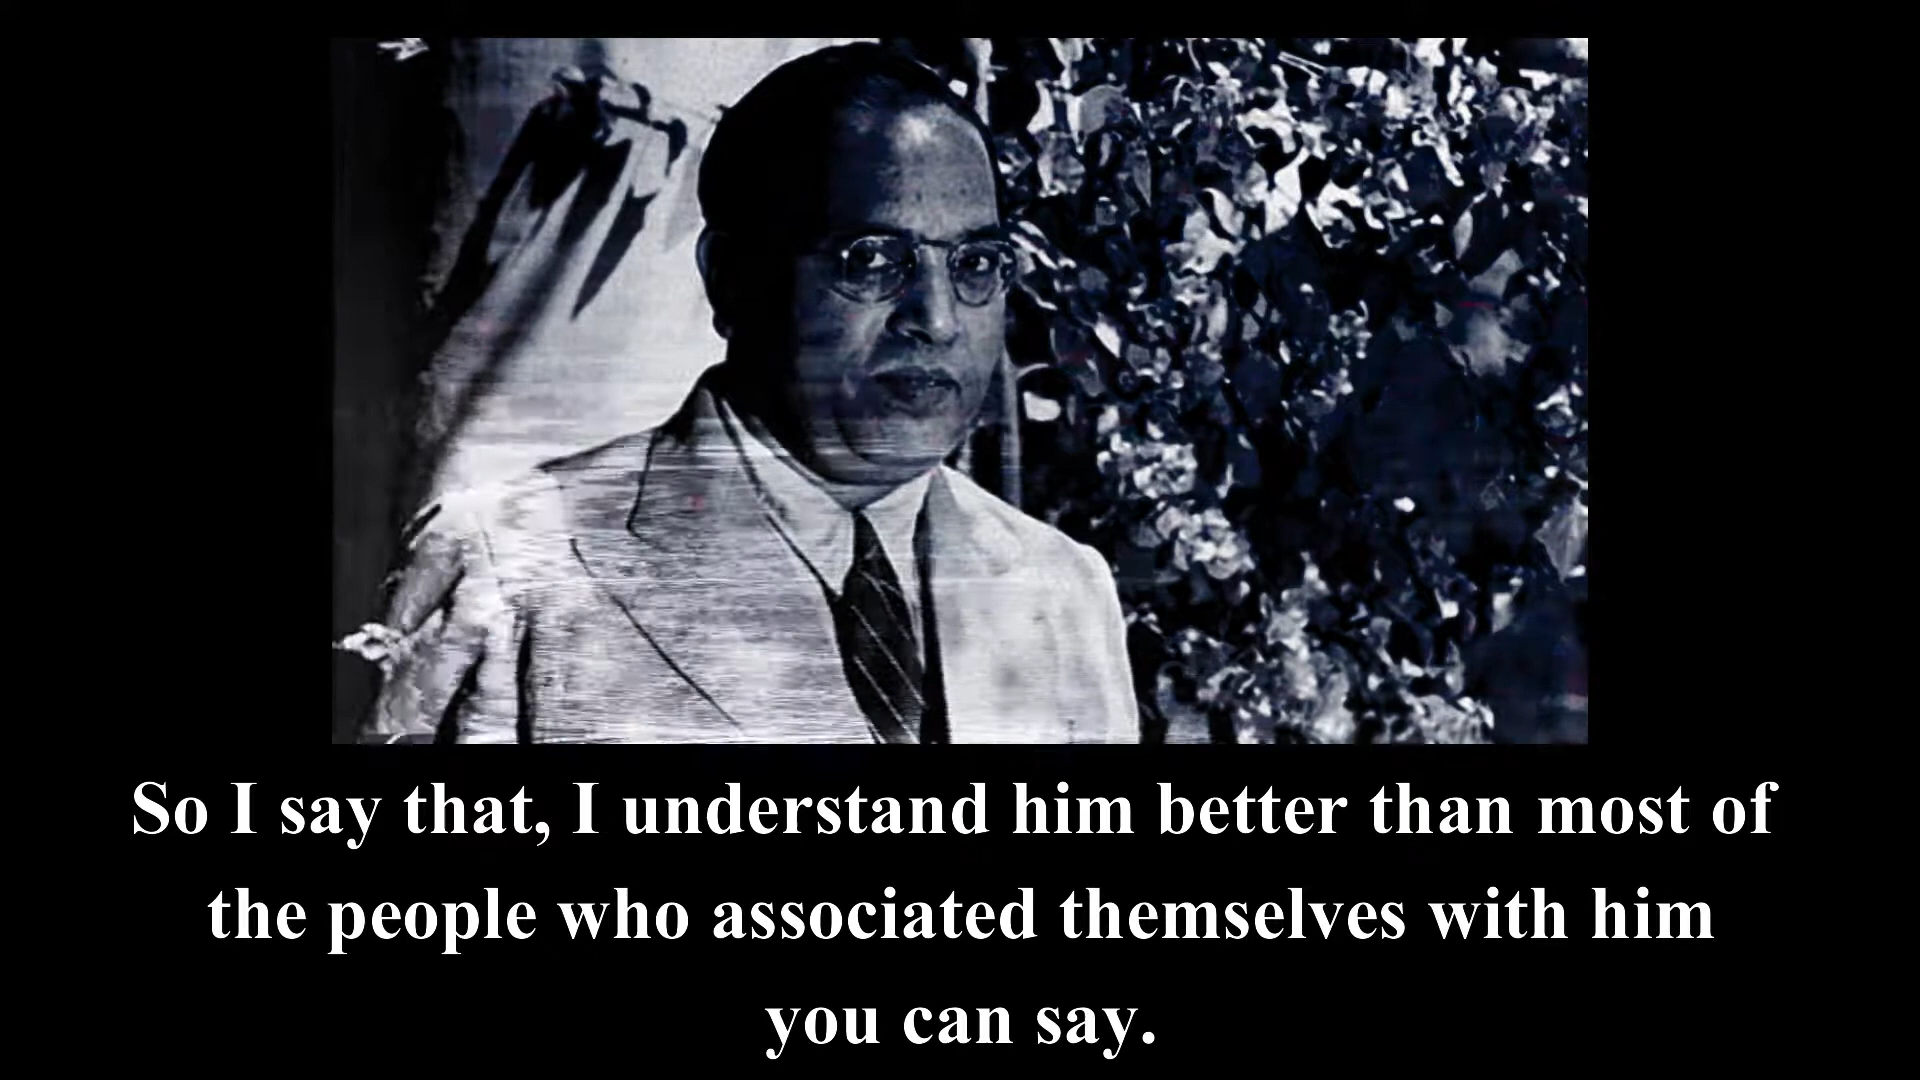 So I say that, I understand him better than most of
the people who associated themselves with him
you can say.